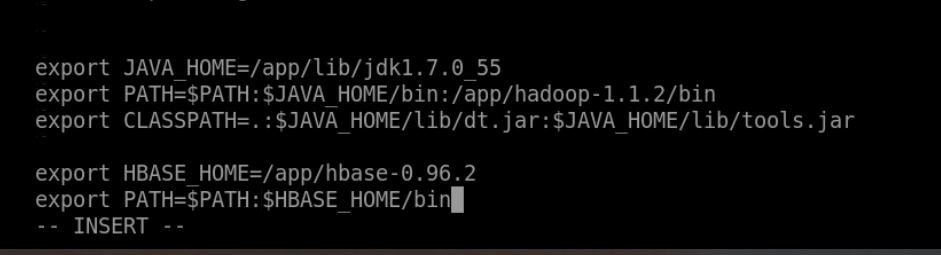 export JAVA_HOME=/app/lib/jdk1.7.0_55
export PATH=$PATH:$JAVA_HOME/bin:/app/hadoop-1.1.2/bin
export CLASSPATH=.:$JAVA_HOME/lib/dt.jar:$JAVA_HOME/lib/tools.jar
export HBASE_HOME=/app/hbase-0.96.2
export PATH=$PATH:$HBASE_HOME/bin
-- INSERT --